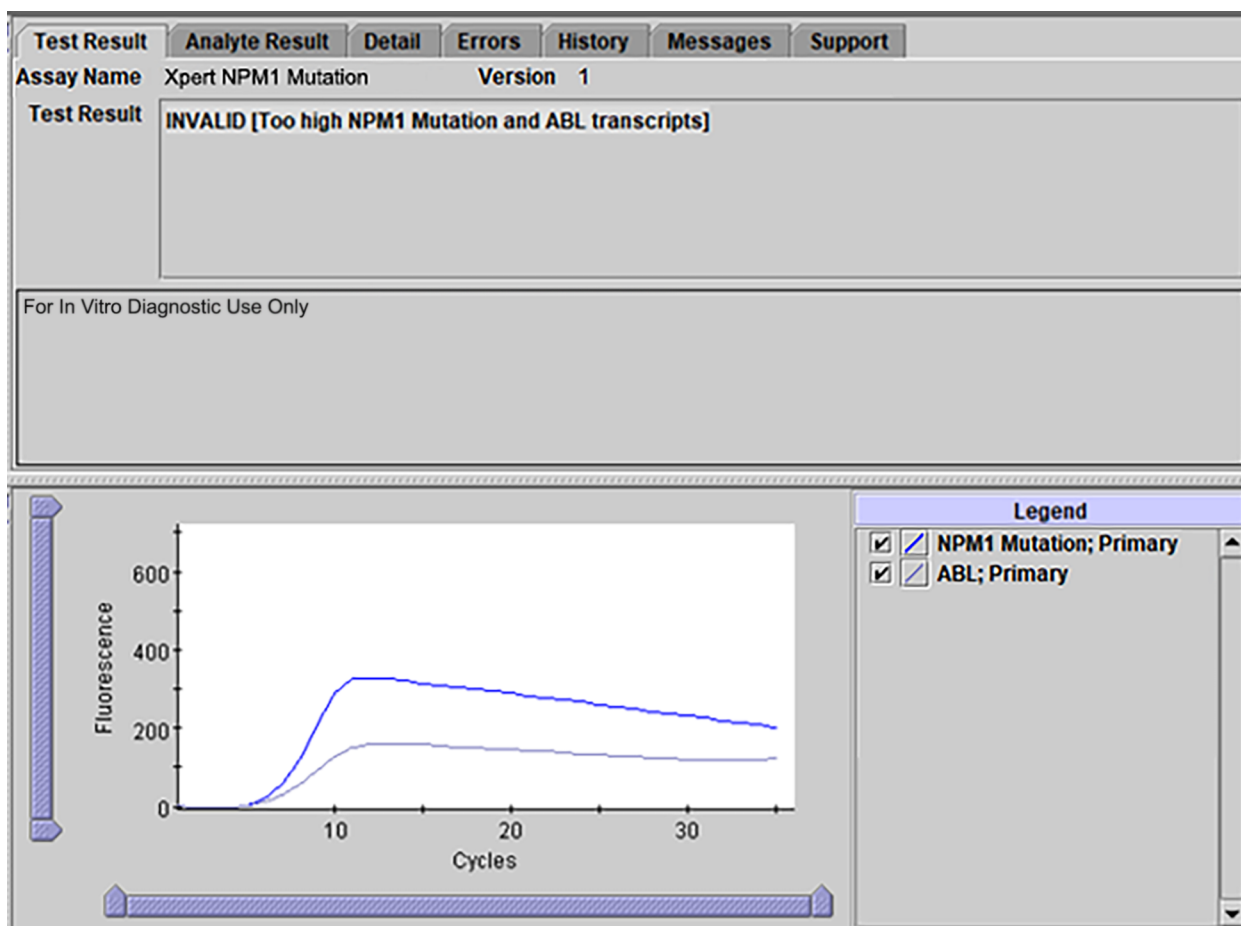 Test Result Analyte Result Detail Errors History Messages Support
Assay Name Xpert NPM1 Mutation Version 1
Test Result INVALID [Too high NPM1 Mutation and ABL transcripts]
For In Vitro Diagnostic Use Only
Legend
NPM1 Mutation; Primary
ABL; Primary
Fluorescence
600
400
200
0
10 20 30
Cycles